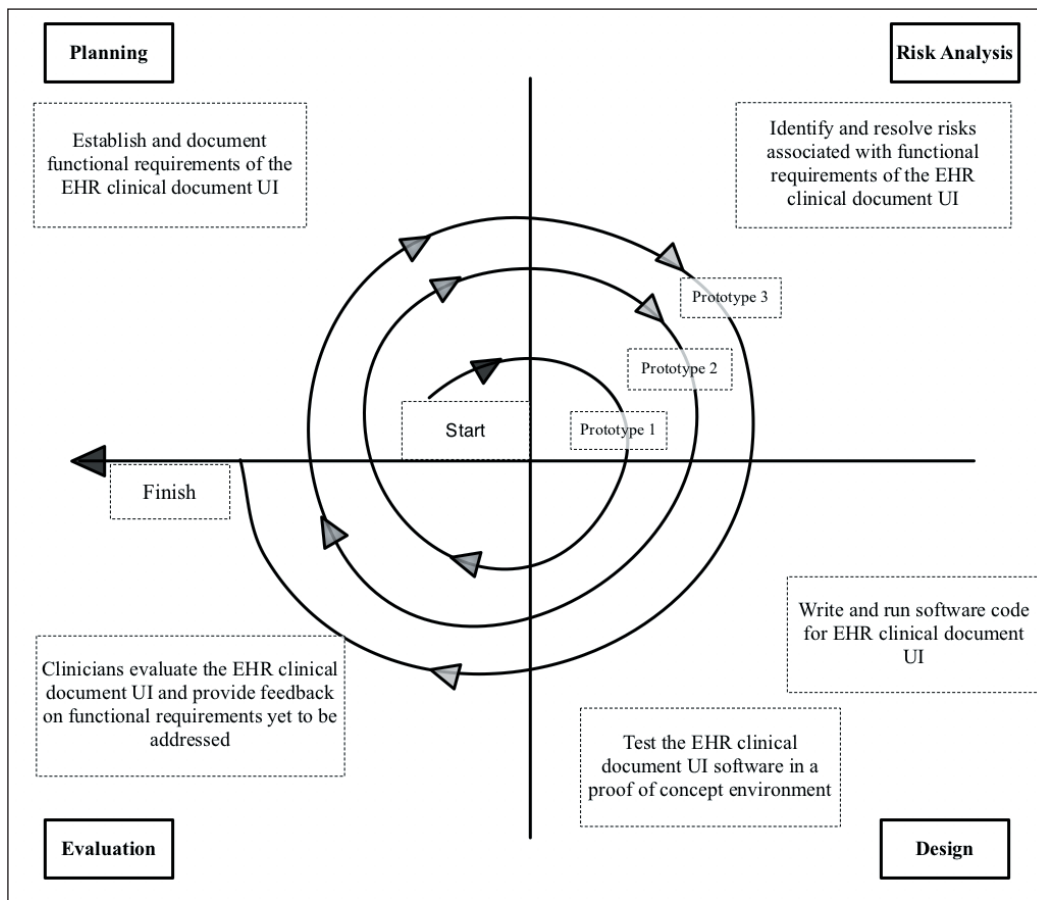 Planning
Risk Analysis
Establish and document
functional requirements of the
EHR clinical document UI
Identify and resolve risks
associated with functional
requirements of the EHR
clinical document UI
Prototype 3
Prototype 2
Prototype 1
Start
Finish
Write and run software code
for EHR clinical document
UI
Clinicians evaluate the EHR clinical
document UI and provide feedback
on functional requirements yet to be
addressed
Test the EHR clinical
document UI software in a
proof of concept environment
Evaluation
Design